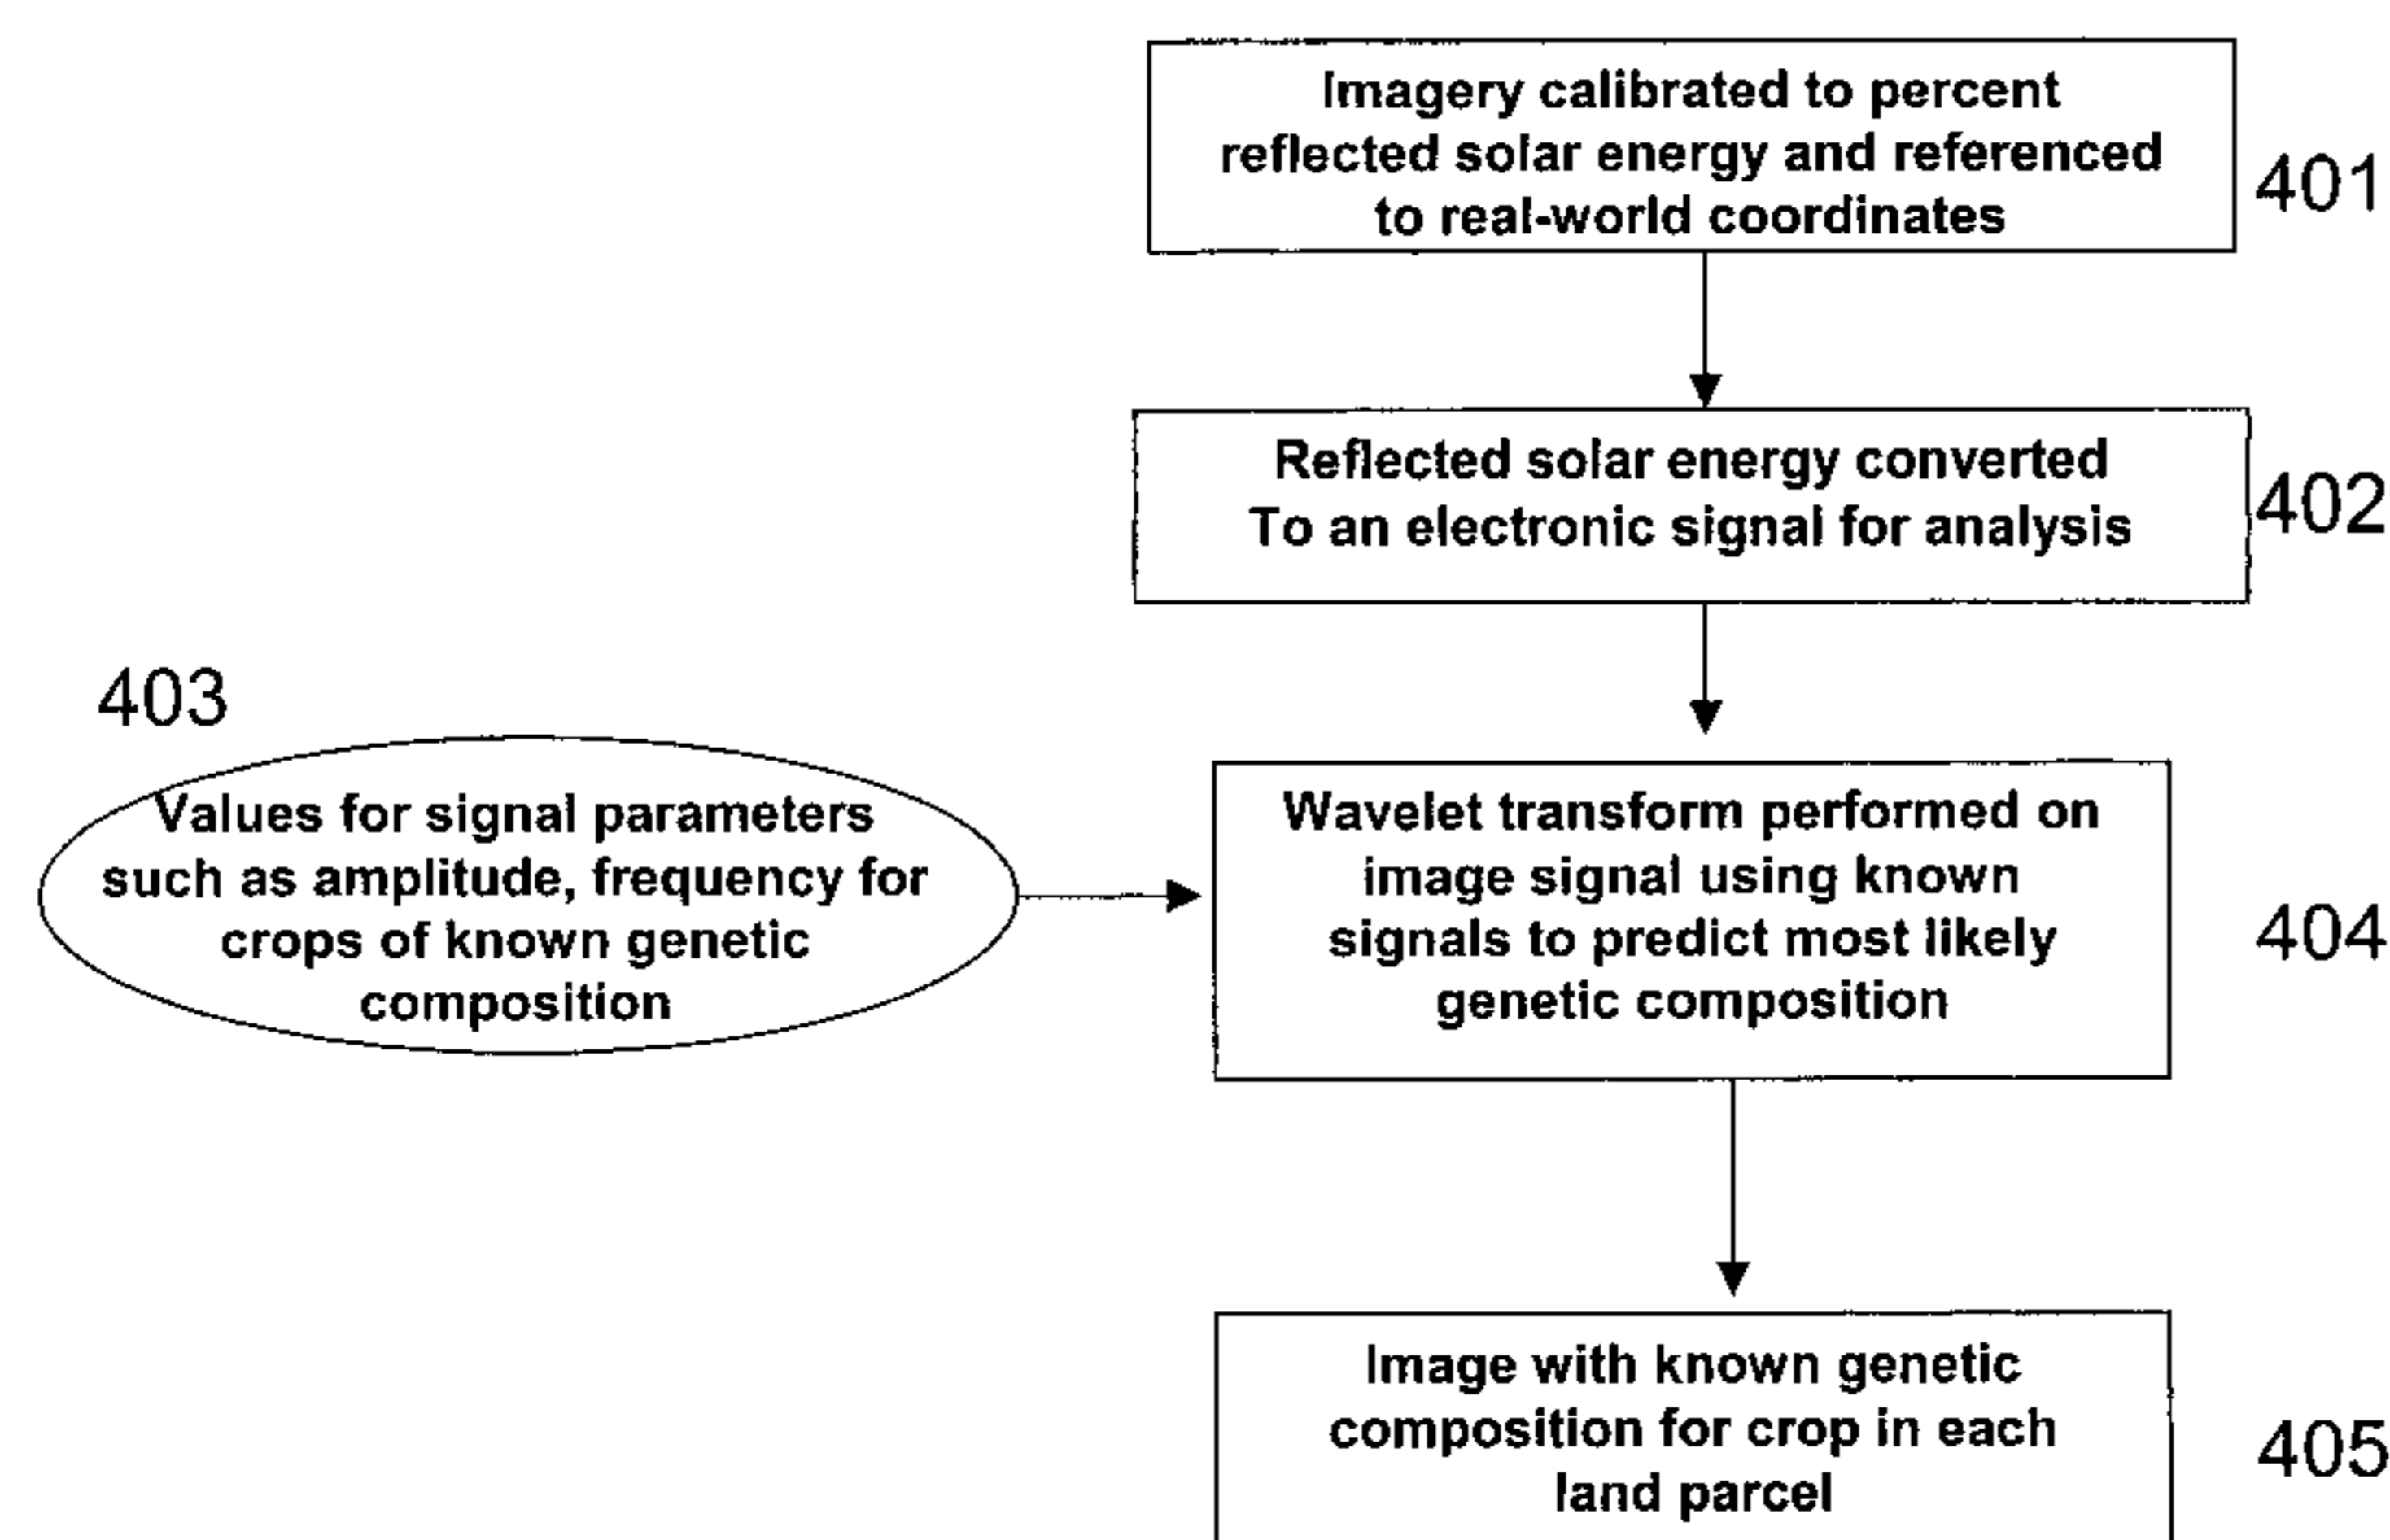 Imagery calibrated to percent
reflected solar energy and referenced
to real-world coordinates
401
Reflected solar energy converted
To an electronic signal for analysis
402
403
Values for signal parameters
such as amplitude, frequency for
crops of known genetic
composition
Wavelet transform performed on
image signal using known
signals to predict most likely
genetic composition
404
Image with known genetic
composition for crop in each
land parcel
405